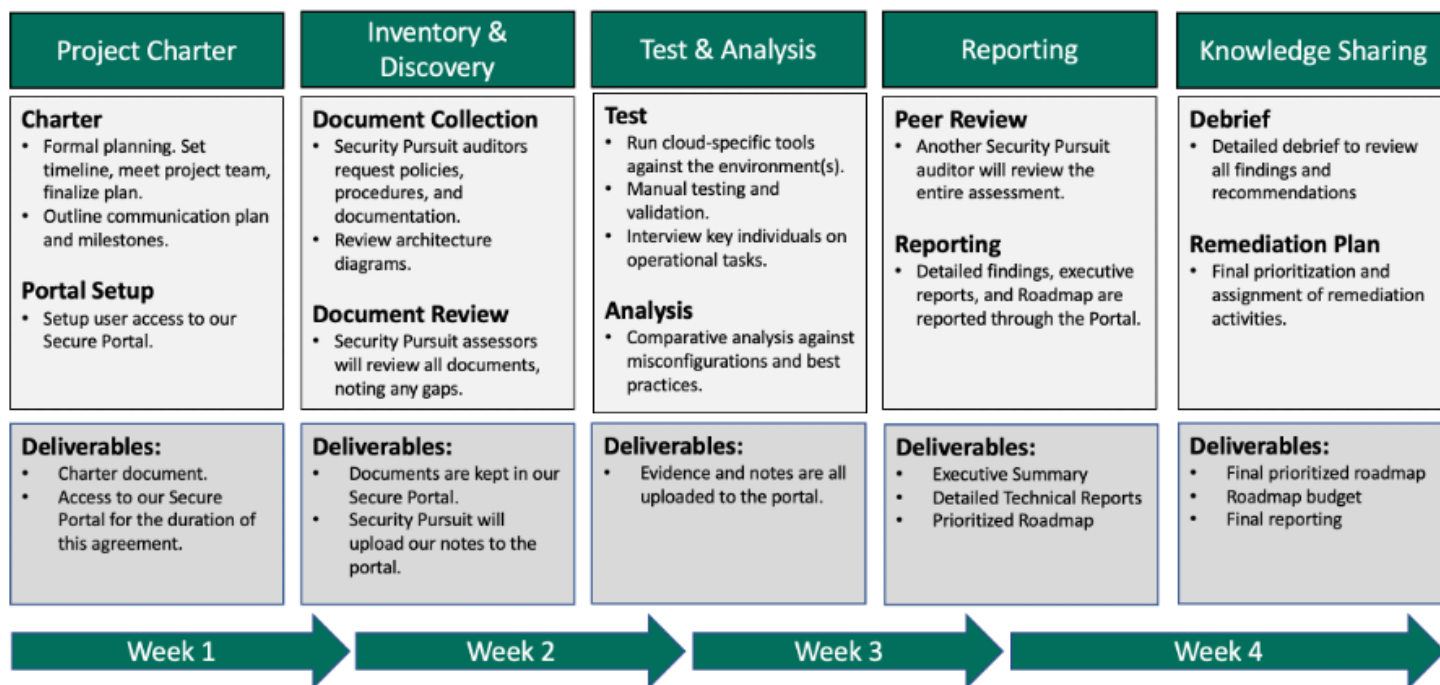 Project Charter
Charter
• Formal planning. Set
timeline, meet project team,
finalize plan.
• Outline communication plan
and milestones.
Portal Setup
• Setup user access to our
Secure Portal.
Deliverables:
• Charter document.
• Access to our Secure
Portal for the duration of
this agreement.
Inventory &
Discovery
Document Collection
• Security Pursuit auditors
request policies,
procedures, and
documentation.
• Review architecture
diagrams.
Document Review
• Security Pursuit assessors
will review all documents,
noting any gaps.
Deliverables:
• Documents are kept in our
Secure Portal.
• Security Pursuit will
upload our notes to the
portal.
Test & Analysis
Test
• Run cloud-specific tools
against the environment(s).
• Manual testing and
validation.
• Interview key individuals on
operational tasks.
Analysis
• Comparative analysis against
misconfigurations and best
practices.
Deliverables:
• Evidence and notes are all
uploaded to the portal.
Reporting
Peer Review
• Another Security Pursuit
auditor will review the
entire assessment.
Reporting
• Detailed findings, executive
reports, and Roadmap are
reported through the Portal.
Deliverables:
• Executive Summary
• Detailed Technical Reports
• Prioritized Roadmap
Knowledge Sharing
Debrief
• Detailed debrief to review
all findings and
recommendations
Remediation Plan
• Final prioritization and
assignment of remediation
activities.
Deliverables:
• Final prioritized roadmap
• Roadmap budget
• Final reporting
Week 1
Week 2
Week 3
Week 4